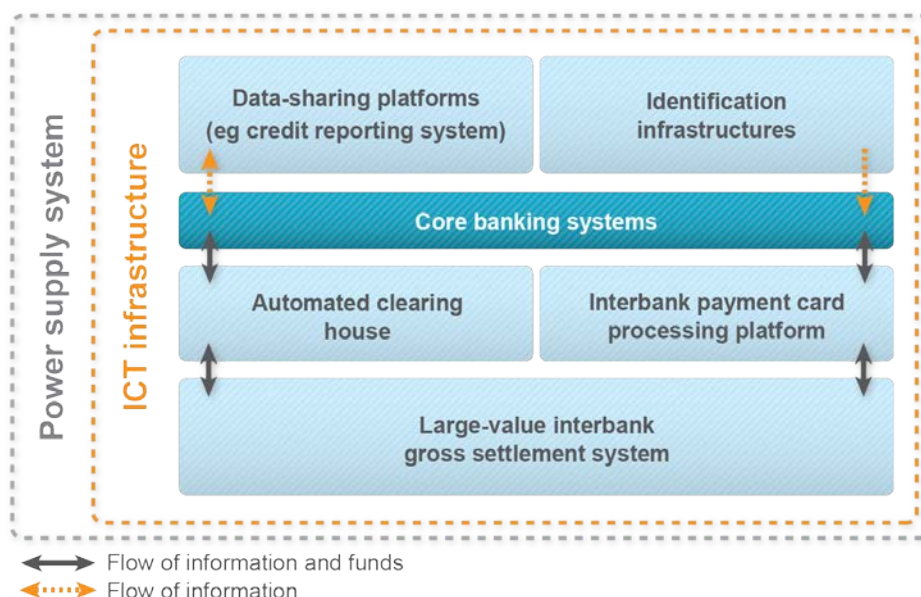 Power supply system
ICT infrastructure
Data-sharing platforms
(eg credit reporting system)
Identification
infrastructures
Core banking systems
Automated clearing
house
Interbank payment card
processing platform
Large-value interbank
gross settlement system
Flow of information and funds
Flow of information